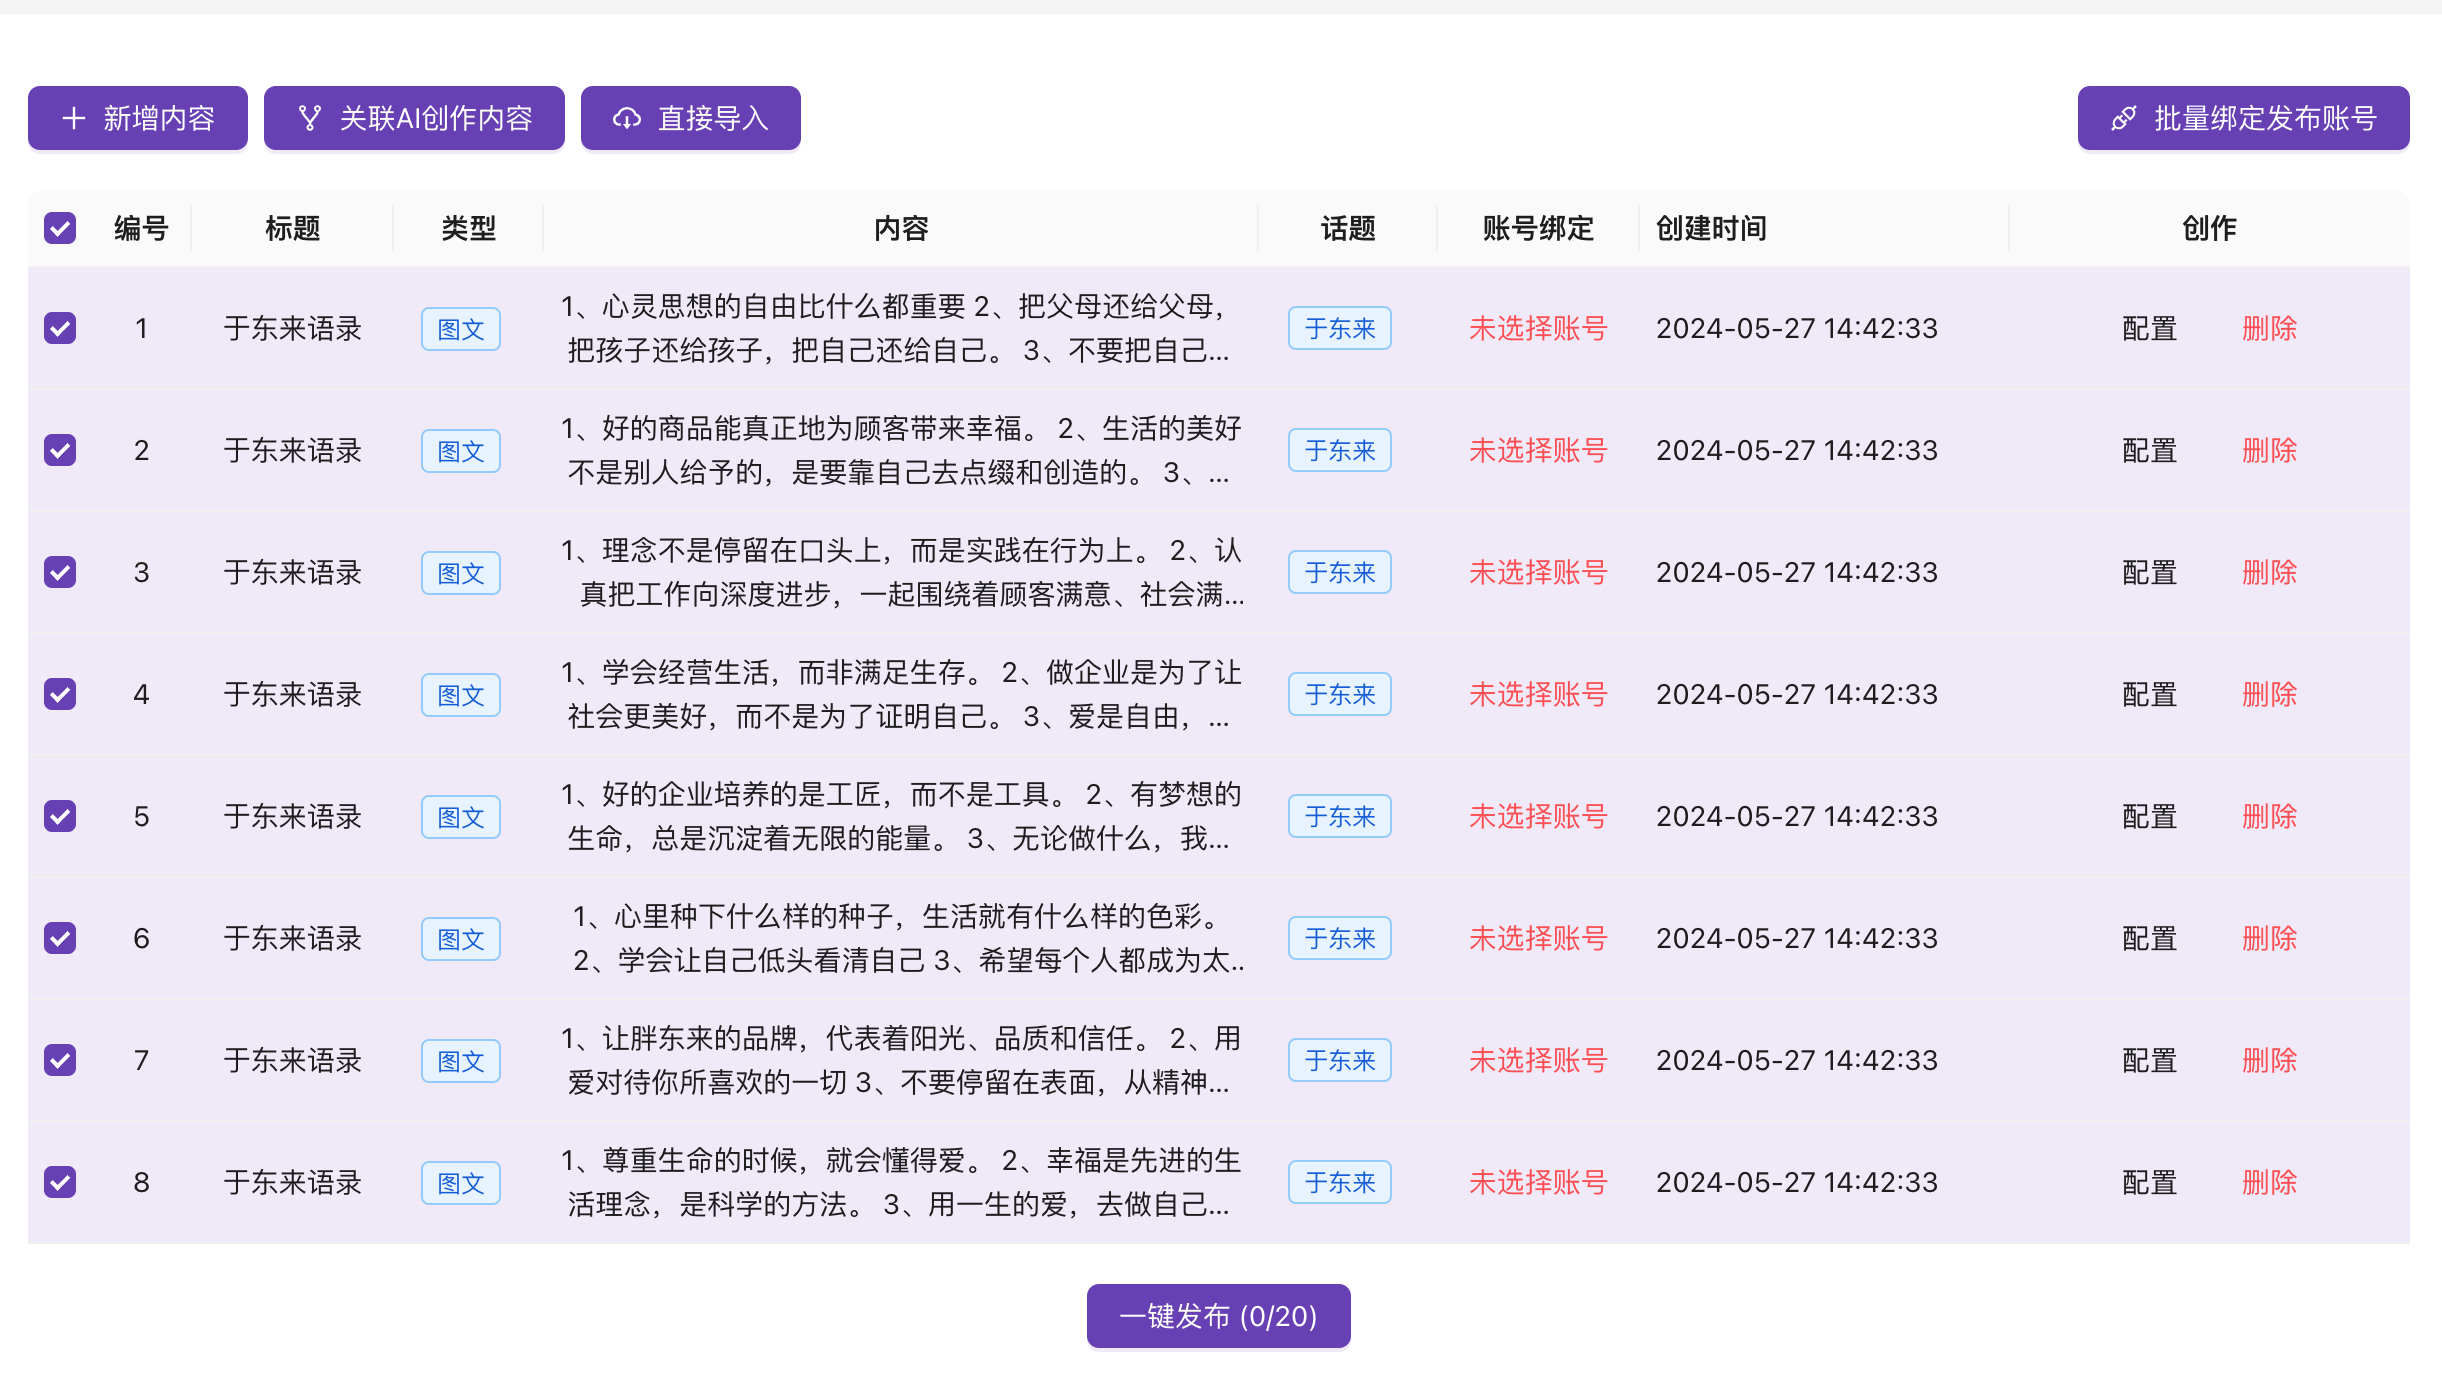 新增内容
关联AI创作内容
直接导入
批量绑定发布账号
编号 标题 类型 内容 话题 账号绑定 创建时间 创作
1 于东来语录 图文 1、心灵思想的自由比什么都重要 2、把父母还给父母， 于东来 未选择账号 2024-05-27 14:42:33 配置 删除
把孩子还给孩子，把自己还给自己。 3、不要把自己...
2 于东来语录 图文 1、好的商品能真正地为顾客带来幸福。 2、生活的美好 于东来 未选择账号 2024-05-27 14:42:33 配置 删除
不是别人给予的，是要靠自己去点缀和创造的。 3、...
3 于东来语录 图文 1、理念不是停留在口头上，而是实践在行为上。 2、认 于东来 未选择账号 2024-05-27 14:42:33 配置 删除
真把工作向深度进步，一起围绕着顾客满意、社会满...
4 于东来语录 图文 1、学会经营生活，而非满足生存。 2、做企业是为了让 于东来 未选择账号 2024-05-27 14:42:33 配置 删除
社会更美好，而不是为了证明自己。 3、爱是自由，...
5 于东来语录 图文 1、好的企业培养的是工匠，而不是工具。 2、有梦想的 于东来 未选择账号 2024-05-27 14:42:33 配置 删除
生命，总是沉淀着无限的能量。 3、无论做什么，我...
6 于东来语录 图文 1、心里种下什么样的种子，生活就有什么样的色彩。 于东来 未选择账号 2024-05-27 14:42:33 配置 删除
2、学会让自己低头看清自己 3、希望每个人都成为太..
7 于东来语录 图文 1、让胖东来的品牌，代表着阳光、品质和信任。 2、用 于东来 未选择账号 2024-05-27 14:42:33 配置 删除
爱对待你所喜欢的一切 3、不要停留在表面，从精神...
8 于东来语录 图文 1、尊重生命的时候，就会懂得爱。 2、幸福是先进的生 于东来 未选择账号 2024-05-27 14:42:33 配置 删除
活理念，是科学的方法。 3、用一生的爱，去做自己...
一键发布 (0/20)